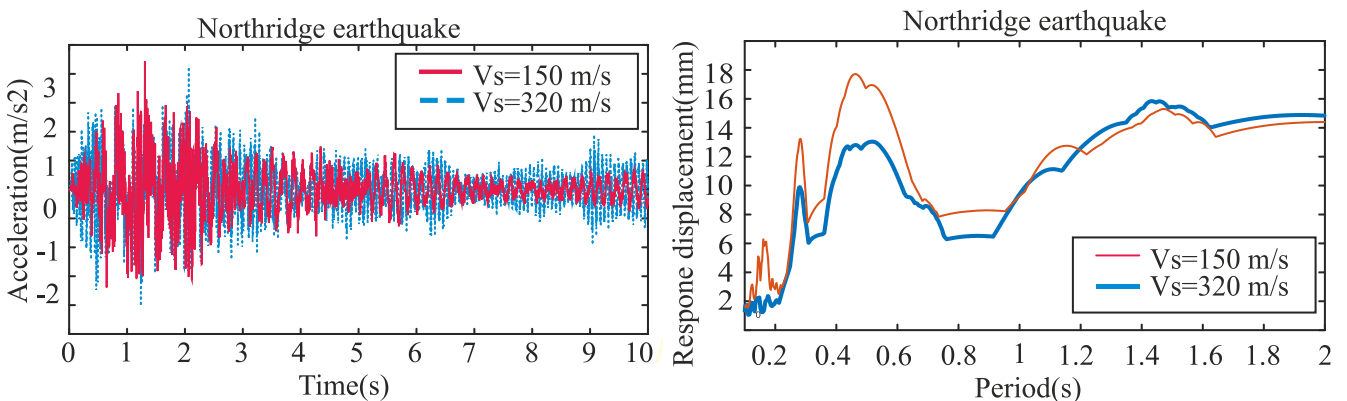 Northridge earthquake
Acceleration(m/s2)
3
2
1
0
-1
-2
Vs=150 m/s
Vs=320 m/s
0 1 2 3 4 5 6 7 8 9 10
Time(s)
Northridge earthquake
Respone displacement(mm)
18
16
14
12
10
8
6
4
2
0
Vs=150 m/s
Vs=320 m/s
0.2 0.4 0.6 0.8 1 1.2 1.4 1.6 1.8 2
Period(s)